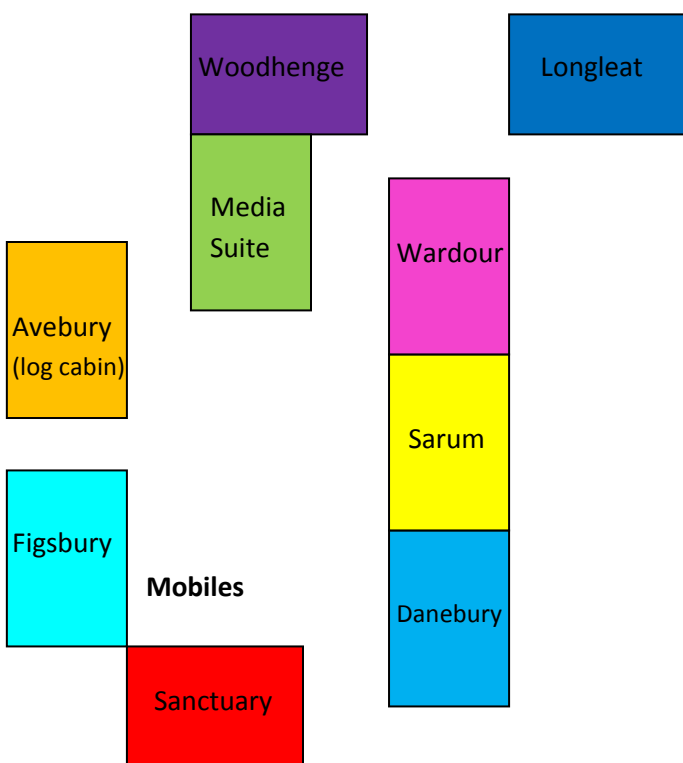 Woodhenge
Longleat
Media
Suite
Wardour
Avebury
(log cabin)
Sarum
Figsbury
Mobiles
Danebury
Sanctuary